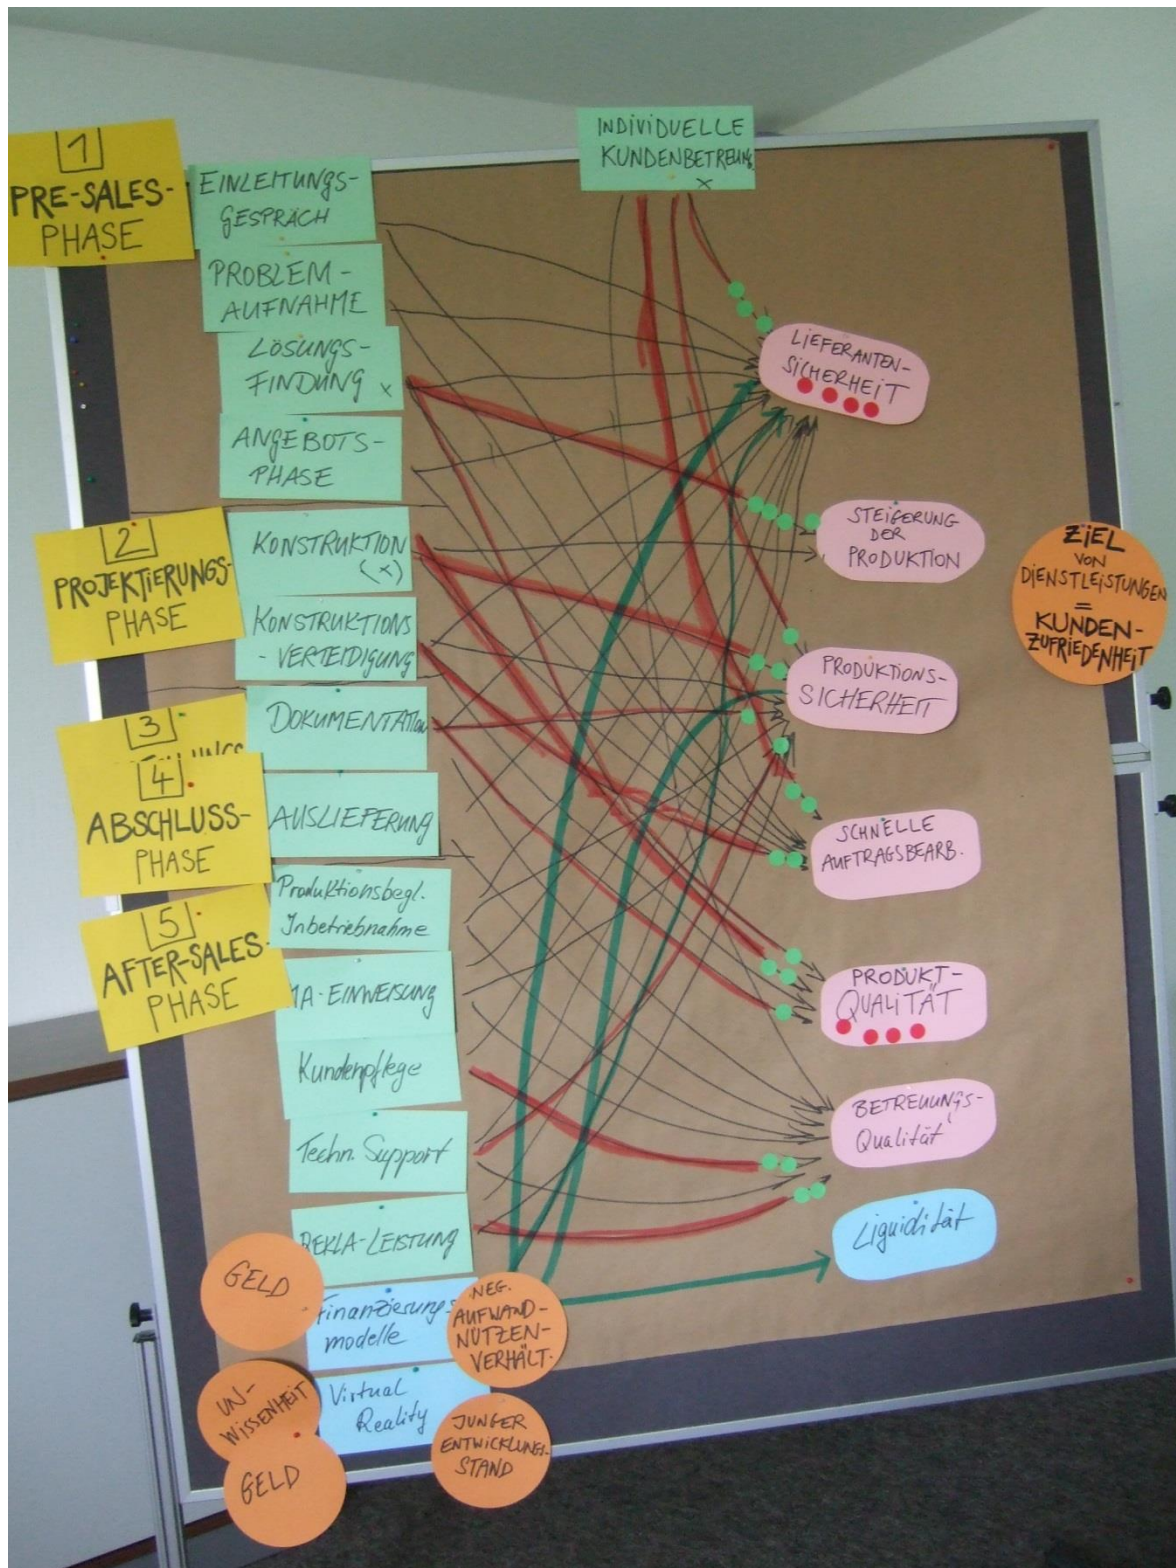 1
PRE-SALES-
PHASE
EINLEITUNGS-
GESPRÄCH
PROBLEM-
AUFNAHME
LÖSUNGS-
FINDUNG x
ANGEBOTS-
PHASE
2
PROJEKTIERUNGS-
PHASE
KONSTRUKTION
(x)
KONSTRUKTIONS
-VERTEIDIGUNG
3
DOKUMENTATION
4
ABSCHLUSS-
PHASE
AUSLIEFERUNG
5
AFTER-SALES
PHASE
Produktionsbegl.
Inbetriebnahme
MA-EINWEISUNG
Kundenpflege
Techn. Support
REKLA-LEISTUNG
GELD
Finanzierungs-
modelle
NEG.
AUFWAND-
NUTZEN-
VERHÄLT
UN-
WISSENHEIT
GELD
Virtual
Reality
JUNGER
ENTWICKLUNGS
STAND
INDIVIDUELLE
KUNDENBETREUNG
x
LIEFERANTEN-
SICHERHEIT
STEIGERUNG
DER
PRODUKTION
PRODUKTIONS-
SICHERHEIT
SCHNELLE
AUFTRAGSBEARB.
PRODUKT-
QUALITÄT
BETREUUNGS-
Qualität
Liquidität
ZIEL
VON
DIENSTLEISTUNGEN
=
KUNDEN-
ZUFRIEDENHEIT